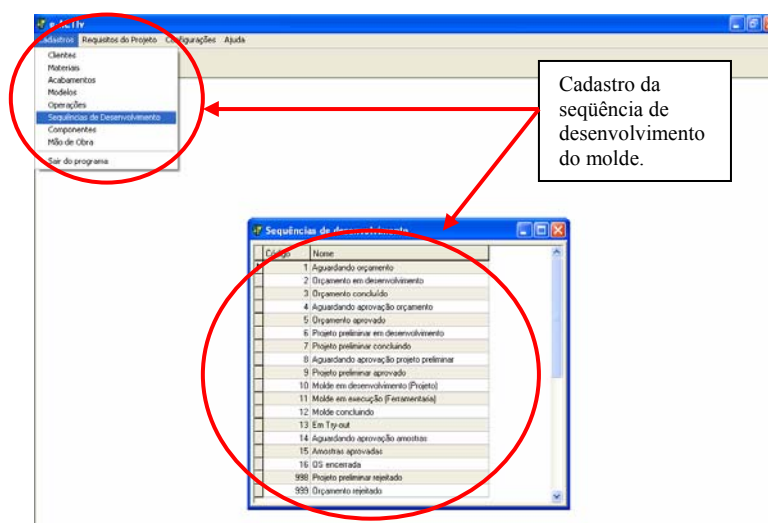 e-ACTIv
Cadastros Requisitos do Projeto Configurações Ajuda
Clientes
Materiais
Acabamentos
Modelos
Operações
Sequências de Desenvolvimento
Componentes
Mão de Obra
Sair do programa
Cadastro da
seqüência de
desenvolvimento
do molde.
Sequências de desenvolvimento
Código Nome
1 Aguardando orçamento
2 Orçamento em desenvolvimento
3 Orçamento concluído
4 Aguardando aprovação orçamento
5 Orçamento aprovado
6 Projeto preliminar em desenvolvimento
7 Projeto preliminar concluindo
8 Aguardando aprovação projeto preliminar
9 Projeto preliminar aprovado
10 Molde em desenvolvimento (Projeto)
11 Molde em execução (Ferramentaria)
12 Molde concluindo
13 Em Try-out
14 Aguardando aprovação amostras
15 Amostras aprovadas
16 OS encerrada
998 Projeto preliminar rejeitado
999 Orçamento rejeitado